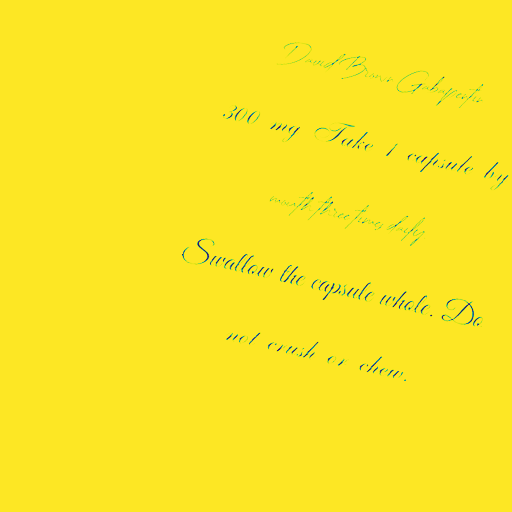 David Brown Gabapentin
300 mg Take 1 capsule by
mouth three times daily
Swallow the capsule whole. Do
not crush or chew.